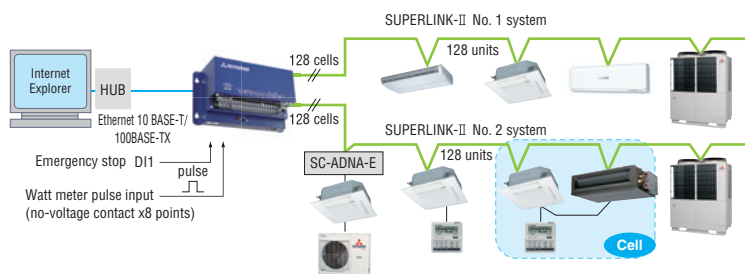 SUPERLINK-II No. 1 system
128 cells
128 units
Internet
Explorer
HUB
Ethernet 10 BASE-T/
100BASE-TX
128 cells
SUPERLINK-II No. 2 system
Emergency stop DI1
SC-ADNA-E
128 units
pulse
Watt meter pulse input
(no-voltage contact x8 points)
Cell